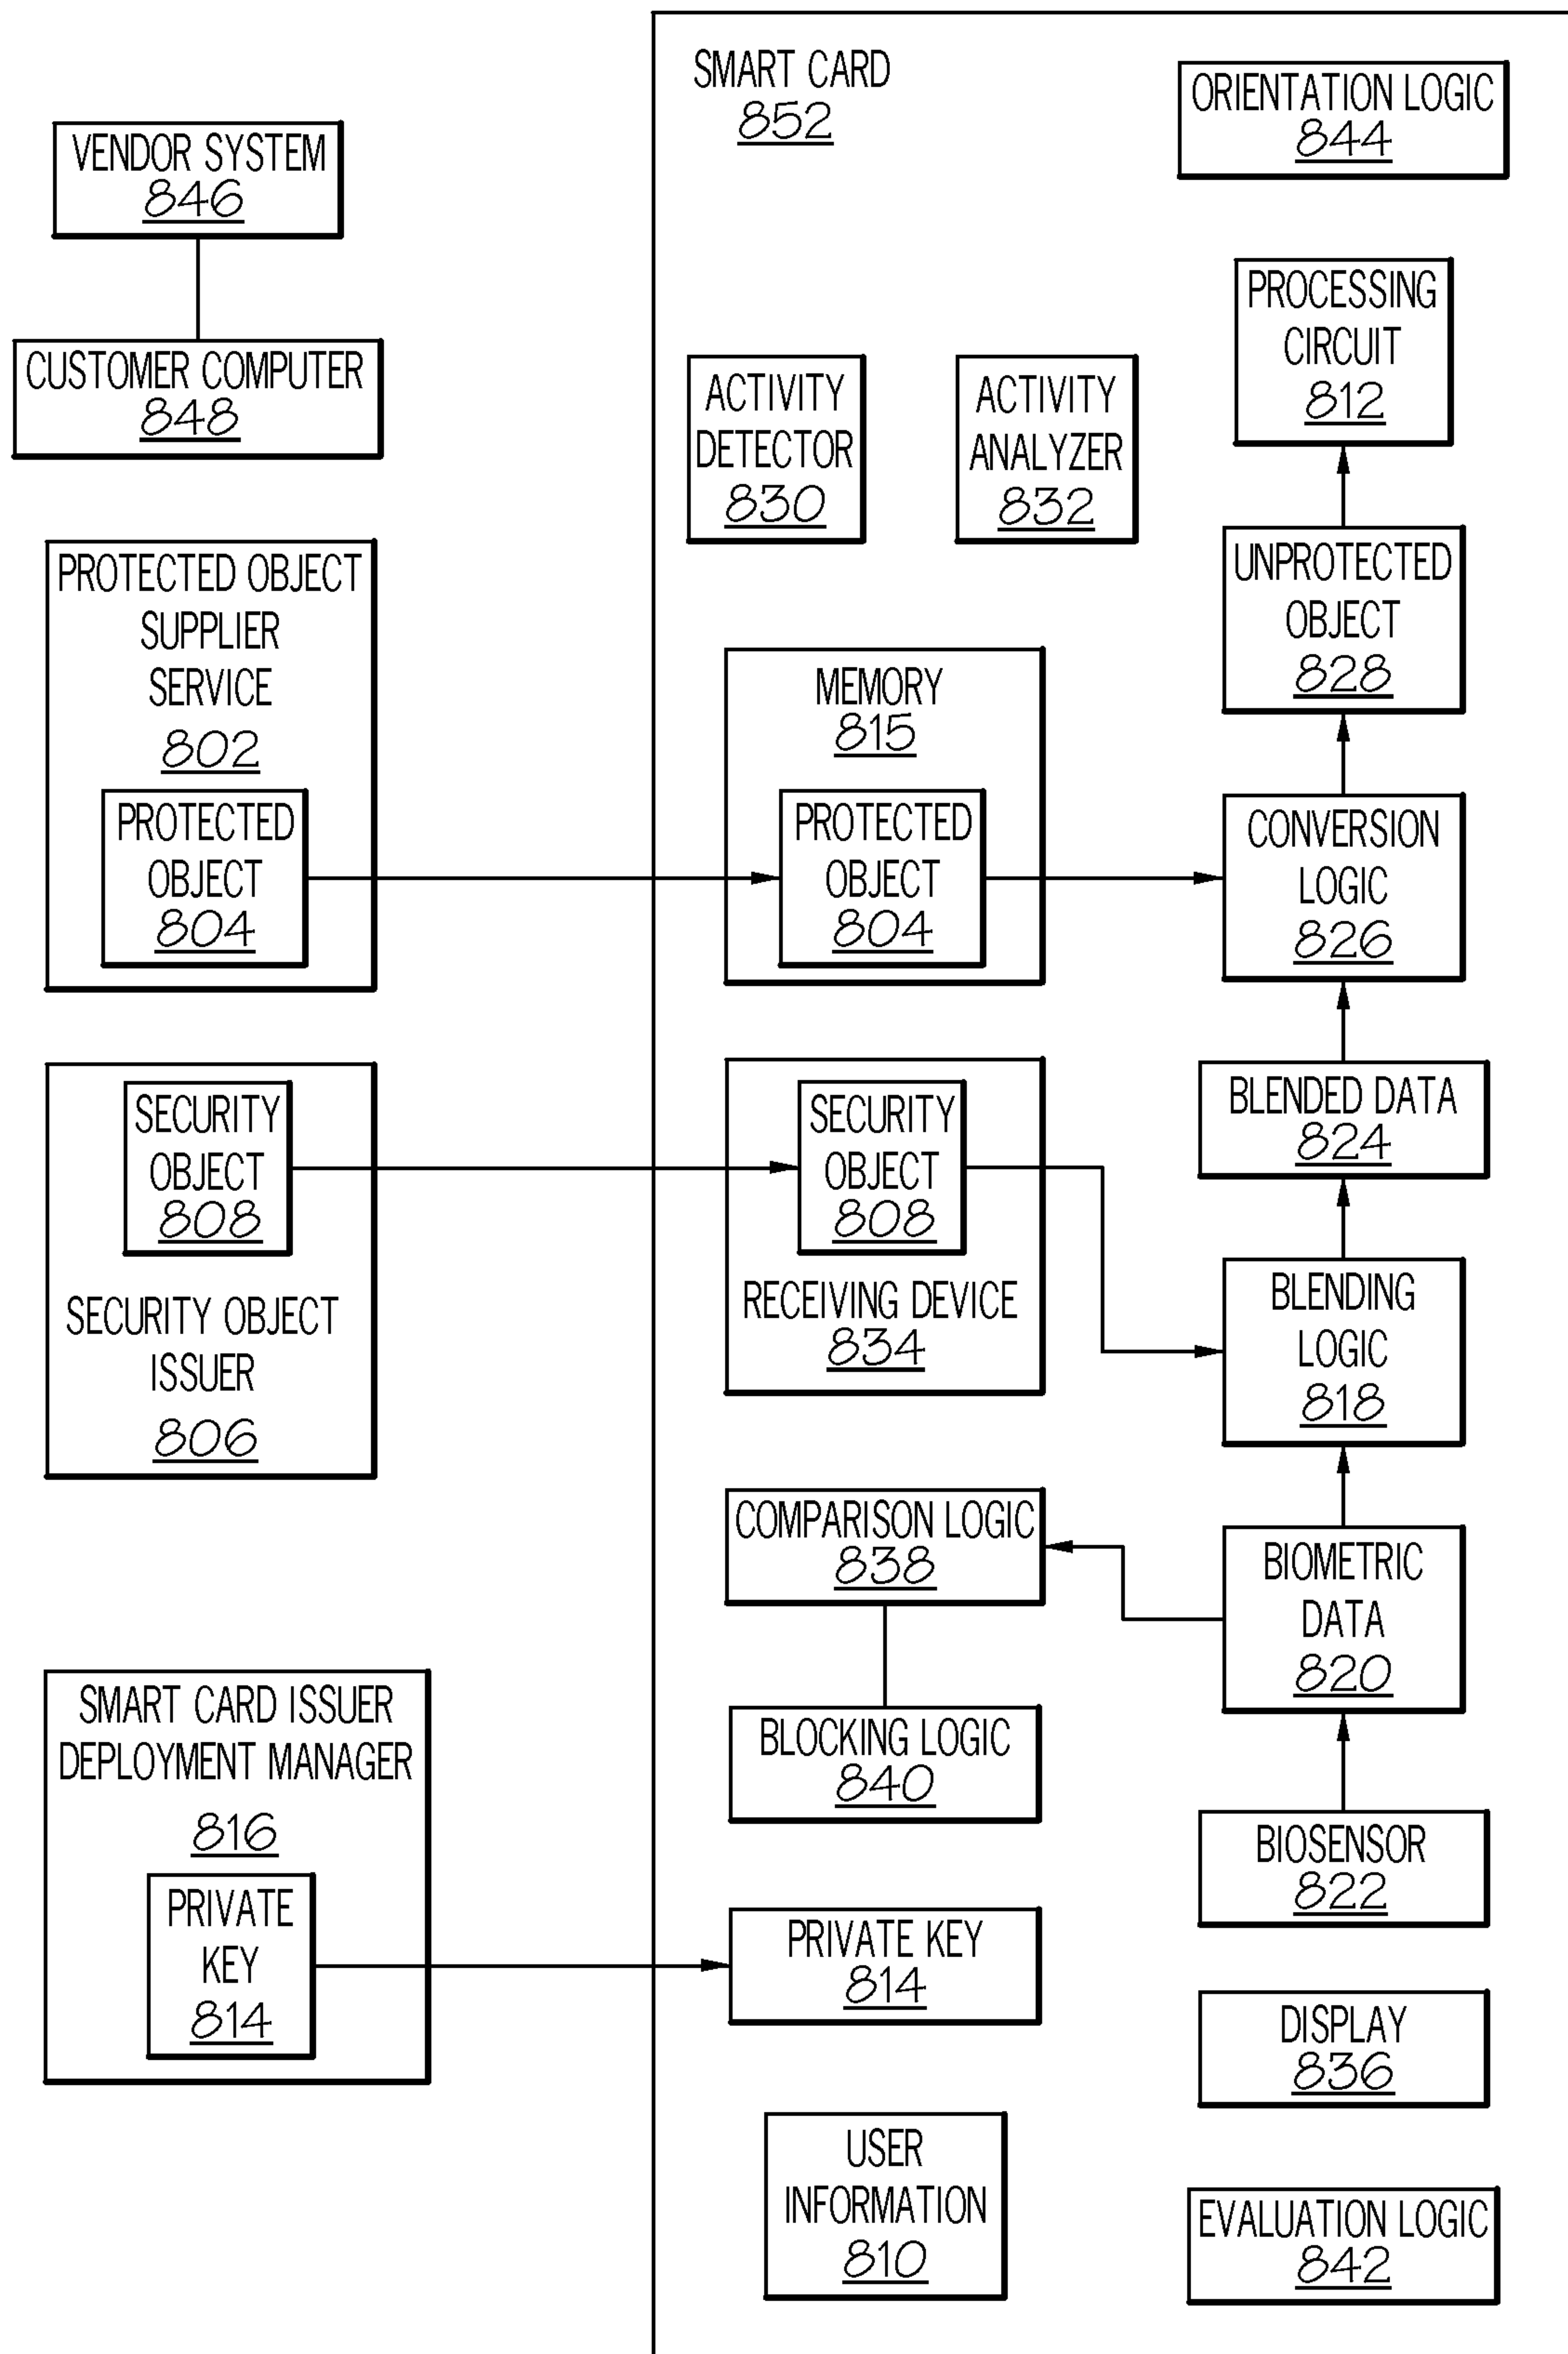 SMART CARD
852
ORIENTATION LOGIC
844
VENDOR SYSTEM
846
CUSTOMER COMPUTER
848
ACTIVITY
DETECTOR
830
ACTIVITY
ANALYZER
832
PROCESSING
CIRCUIT
812
PROTECTED OBJECT
SUPPLIER
SERVICE
802
PROTECTED
OBJECT
804
MEMORY
815
PROTECTED
OBJECT
804
UNPROTECTED
OBJECT
828
CONVERSION
LOGIC
826
SECURITY
OBJECT
808
SECURITY OBJECT
ISSUER
806
SECURITY
OBJECT
808
RECEIVING DEVICE
834
BLENDED DATA
824
BLENDING
LOGIC
818
COMPARISON LOGIC
838
BIOMETRIC
DATA
820
SMART CARD ISSUER
DEPLOYMENT MANAGER
816
PRIVATE
KEY
814
BLOCKING LOGIC
840
BIOSENSOR
822
PRIVATE KEY
814
DISPLAY
836
USER
INFORMATION
810
EVALUATION LOGIC
842